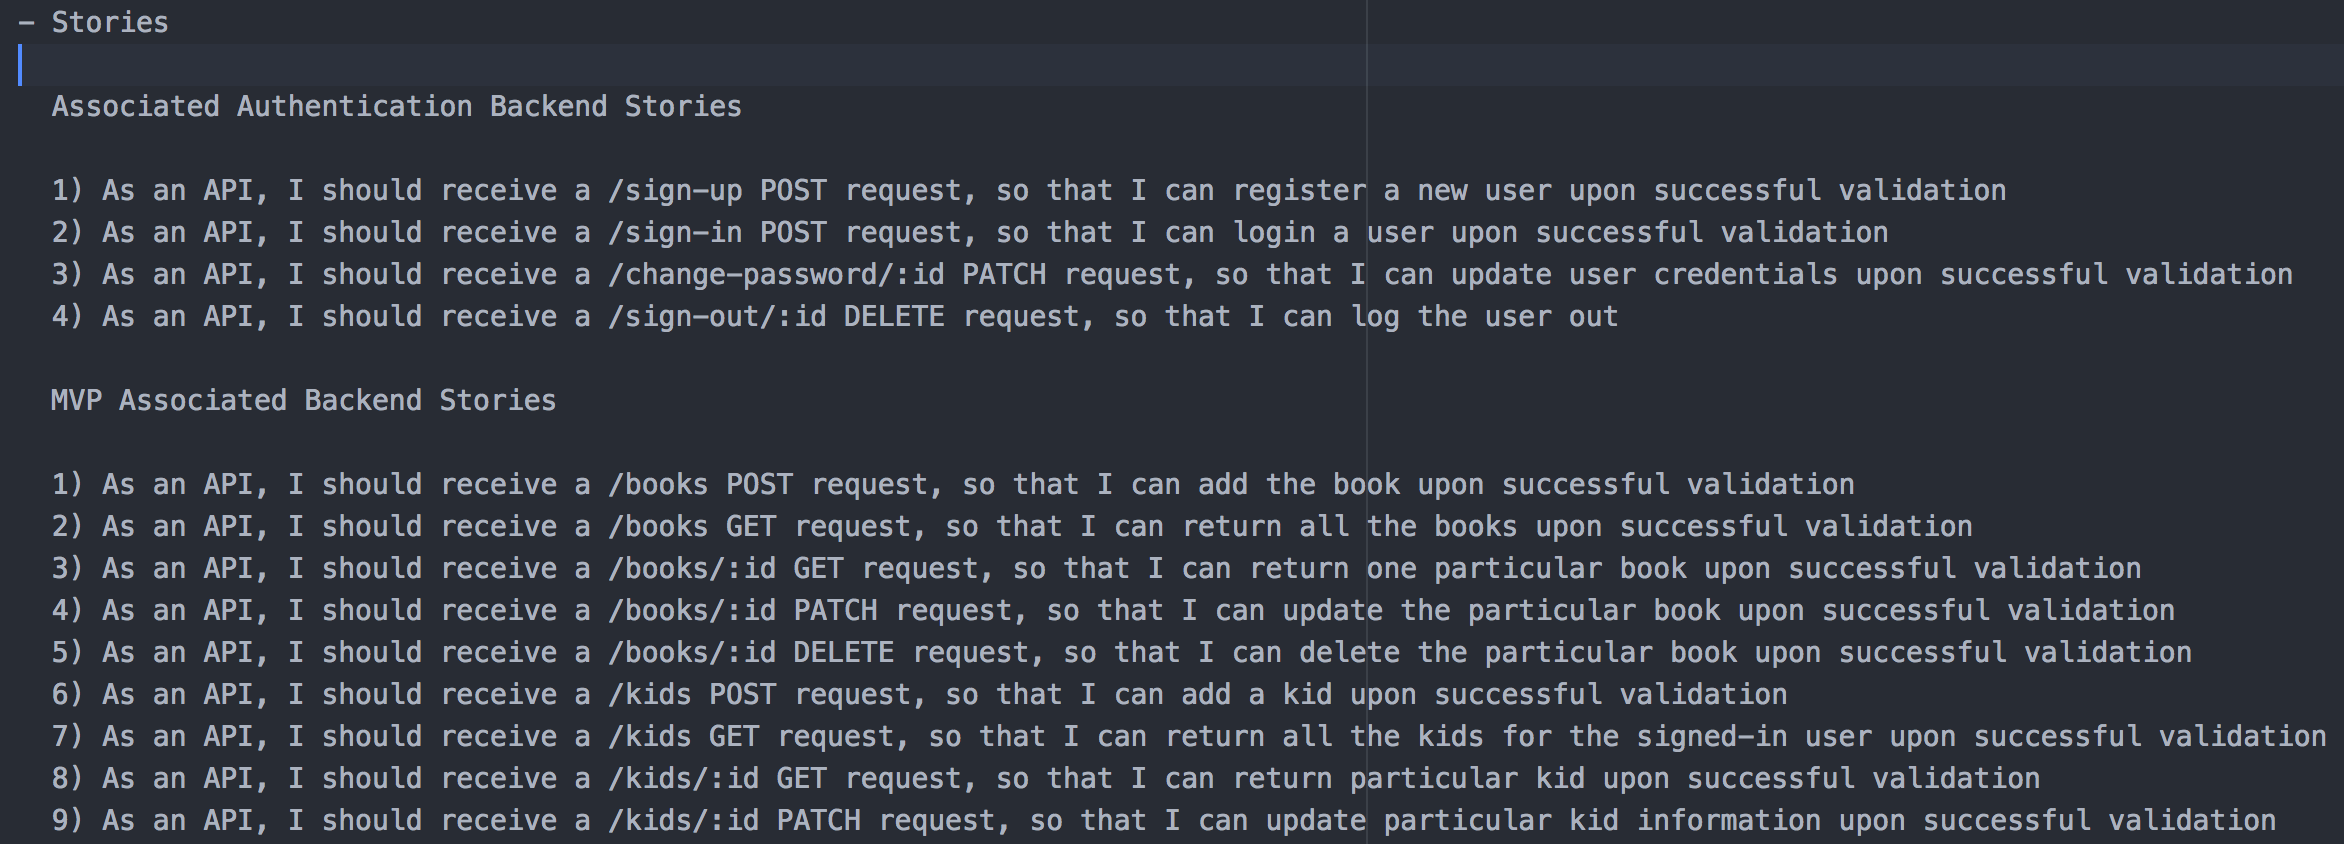 - Stories
Associated Authentication Backend Stories
1) As an API, I should receive a /sign-up POST request, so that I can register a new user upon successful validation
2) As an API, I should receive a /sign-in POST request, so that I can login a user upon successful validation
3) As an API, I should receive a /change-password/:id PATCH request, so that I can update user credentials upon successful validation
4) As an API, I should receive a /sign-out/:id DELETE request, so that I can log the user out
MVP Associated Backend Stories
1) As an API, I should receive a /books POST request, so that I can add the book upon successful validation
2) As an API, I should receive a /books GET request, so that I can return all the books upon successful validation
3) As an API, I should receive a /books/:id GET request, so that I can return one particular book upon successful validation
4) As an API, I should receive a /books/:id PATCH request, so that I can update the particular book upon successful validation
5) As an API, I should receive a /books/:id DELETE request, so that I can delete the particular book upon successful validation
6) As an API, I should receive a /kids POST request, so that I can add a kid upon successful validation
7) As an API, I should receive a /kids GET request, so that I can return all the kids for the signed-in user upon successful validation
8) As an API, I should receive a /kids/:id GET request, so that I can return particular kid upon successful validation
9) As an API, I should receive a /kids/:id PATCH request, so that I can update particular kid information upon successful validation